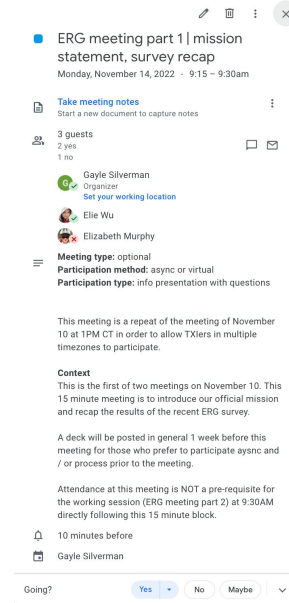 ERG meeting part 1 | mission
statement, survey recap
Monday, November 14, 2022 · 9:15 – 9:30am
Take meeting notes
Start a new document to capture notes
3 guests
2 yes
1 no
G
Gayle Silverman
Organizer
Set your working location
Elie Wu
Elizabeth Murphy
Meeting type: optional
Participation method: async or virtual
Participation type: info presentation with questions
This meeting is a repeat of the meeting of November
10 at 1PM CT in order to allow TXIers in multiple
timezones to participate.
Context
This is the first of two meetings on November 10. This
15 minute meeting is to introduce our official mission
and recap the results of the recent ERG survey.
A deck will be posted in general 1 week before this
meeting for those who prefer to participate aysnc and
/ or process prior to the meeting.
Attendance at this meeting is NOT a pre-requisite for
the working session (ERG meeting part 2) at 9:30AM
directly following this 15 minute block.
10 minutes before
Gayle Silverman
Going?
Yes
No
Maybe